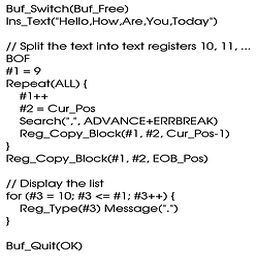 Buf_Switch(Buf_Free)
Ins_Text("Hello,How,Are,You,Today")
// Split the text into text registers 10, 11, ...
BOF
#1 = 9
Repeat(ALL) {
#1++
#2 = Cur_Pos
Search(",", ADVANCE+ERRBREAK)
Reg_Copy_Block(#1, #2, Cur_Pos-1)
}
Reg_Copy_Block(#1, #2, EOB_Pos)
// Display the list
for (#3 = 10; #3 <= #1; #3++) {
Reg_Type(#3) Message(".")
}
Buf_Quit(OK)